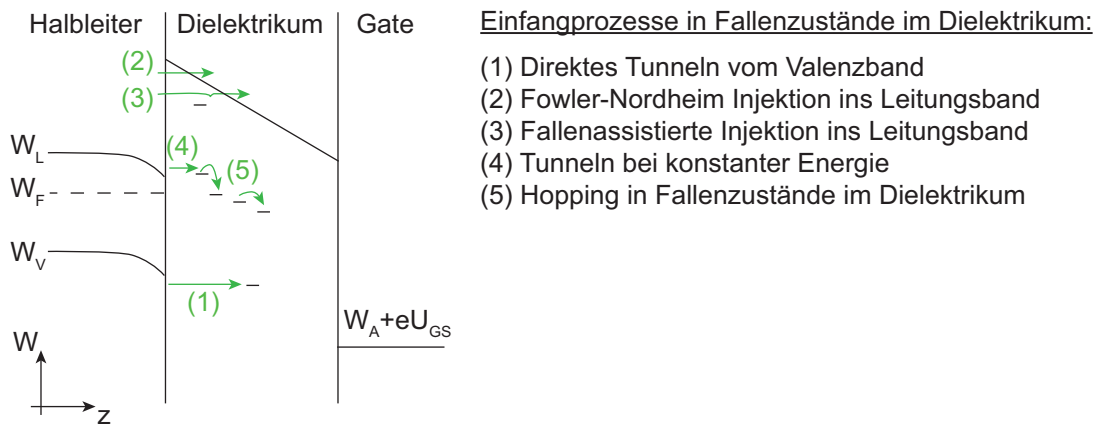 Halbleiter Dielektrikum Gate
Einfangprozesse in Fallenzustände im Dielektrikum:
(1) Direktes Tunneln vom Valenzband
(2) Fowler-Nordheim Injektion ins Leitungsband
(3) Fallenassistierte Injektion ins Leitungsband
(4) Tunneln bei konstanter Energie
(5) Hopping in Fallenzustände im Dielektrikum
(2)
(3)
W_L
(4)
(5)
W_F
W_V
(1)
W_A+eU_GS
W
z